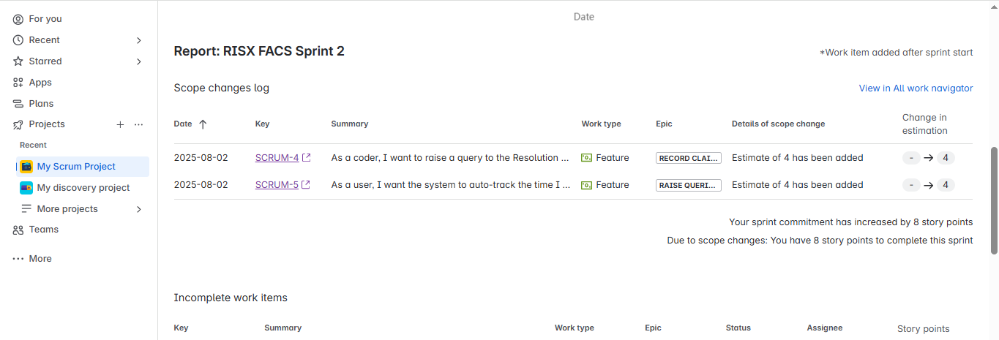 For you
Recent
Starred
Apps
Plans
Projects
Recent
My Scrum Project
My discovery project
More projects
Teams
More
Date
Report: RISX FACS Sprint 2
*Work item added after sprint start
Scope changes log
View in All work navigator
Date Key Summary Work type Epic Details of scope change Change in estimation
2025-08-02 SCRUM-4 As a coder, I want to raise a query to the Resolution ... Feature RECORD CLAI... Estimate of 4 has been added - → 4
2025-08-02 SCRUM-5 As a user, I want the system to auto-track the time I ... Feature RAISE QUERI... Estimate of 4 has been added - → 4
Your sprint commitment has increased by 8 story points
Due to scope changes: You have 8 story points to complete this sprint
Incomplete work items
Key Summary Work type Epic Status Assignee Story points